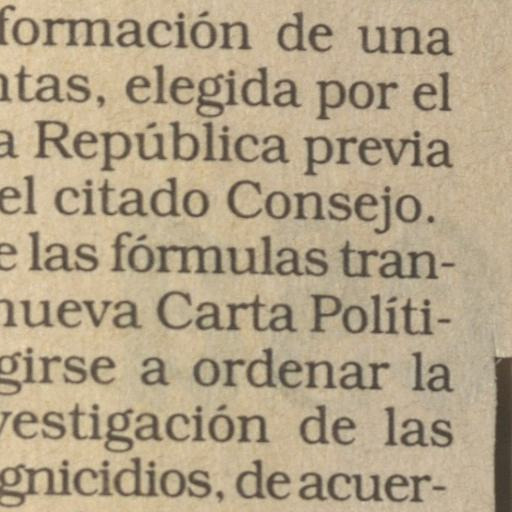 formación de una
ntas, elegida por el
a República previa
el citado Consejo.
e las fórmulas tran-
nueva Carta Políti-
girse a ordenar la
vestigación de las
gnicidios, de acuer-